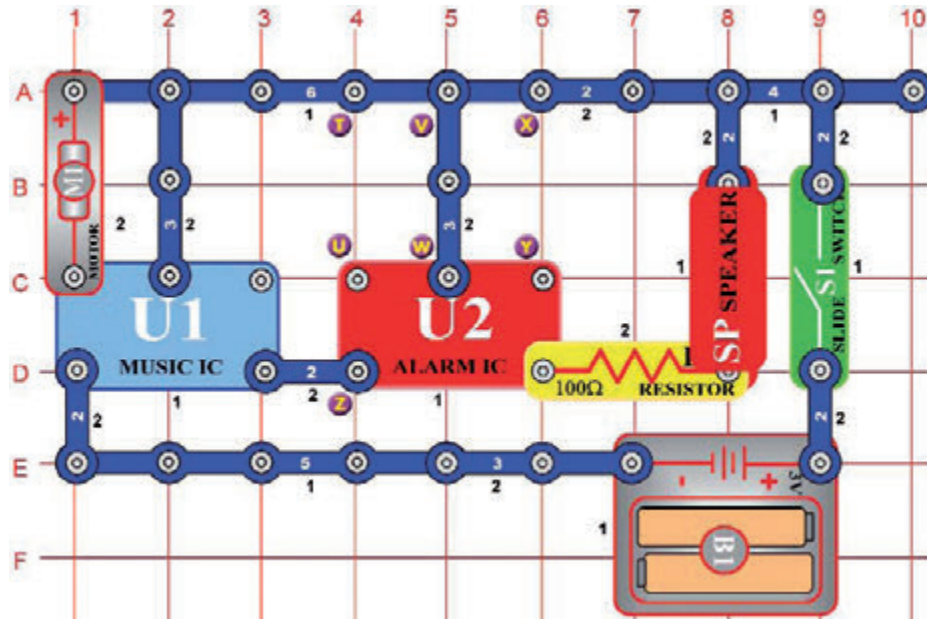 1 2 3 4 5 6 7 8 9 10
A 6 2 4
1 2 1
+ T V X 2 2 2 2
B
M1 2 3 2 3 2 SPEAKER SWITCH
U W Y
MOTOR SP 1 S1 1
C SLIDE
U1 U2
2
MUSIC IC 2 ALARM IC
D 1
100Ω RESISTOR
1 2 Z 1
2 2 2 2
E 5 3 - + 3V
1 2
1
F B1